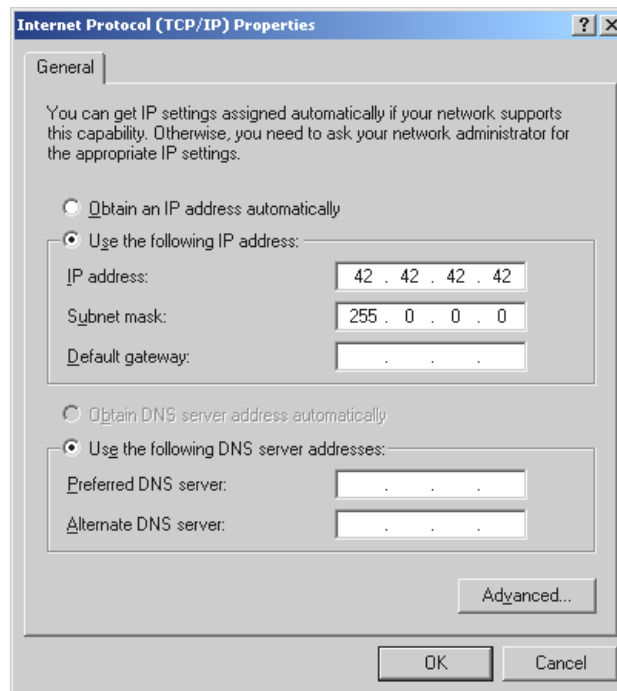 Internet Protocol (TCP/IP) Properties
General
You can get IP settings assigned automatically if your network supports
this capability. Otherwise, you need to ask your network administrator for
the appropriate IP settings.
Obtain an IP address automatically
Use the following IP address:
IP address: 42 . 42 . 42 . 42
Subnet mask: 255 . 0 . 0 . 0
Default gateway: . . .
Obtain DNS server address automatically
Use the following DNS server addresses:
Preferred DNS server: . . .
Alternate DNS server: . . .
Advanced...
OK Cancel